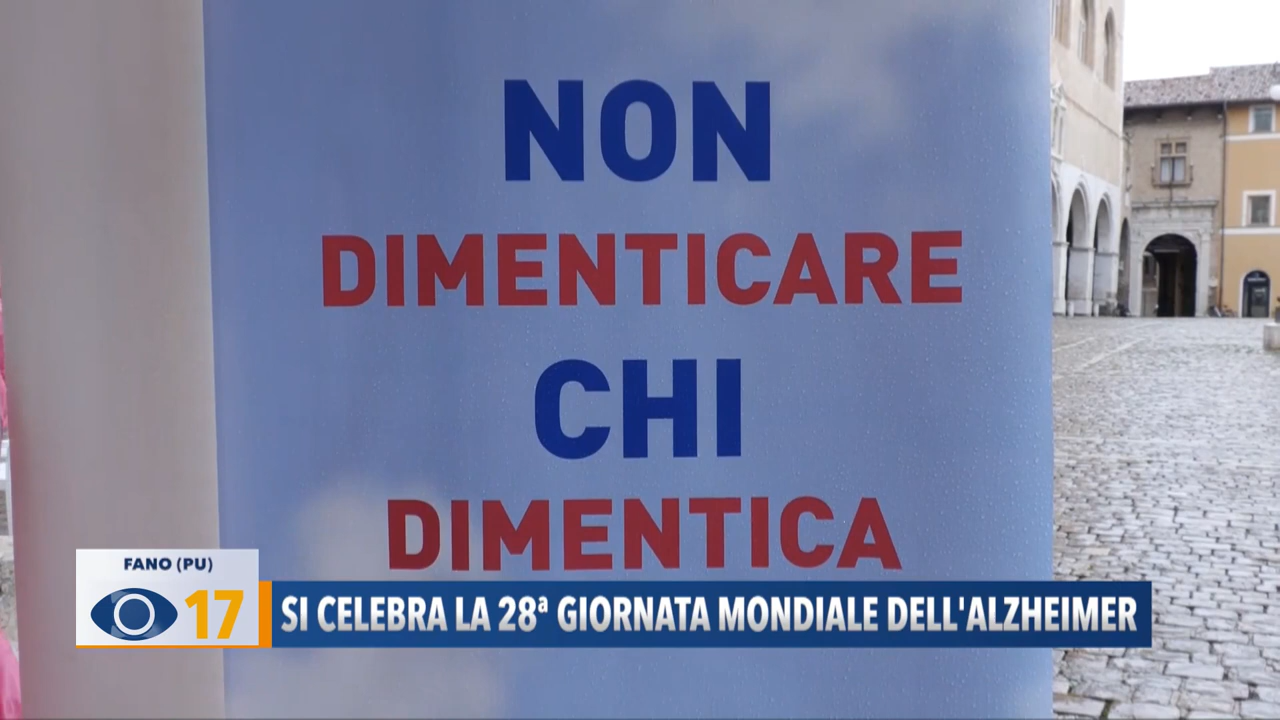 NON
DIMENTICARE
CHI
DIMENTICA
FANO (PU)
17
SI CELEBRA LA 28ª GIORNATA MONDIALE DELL'ALZHEIMER